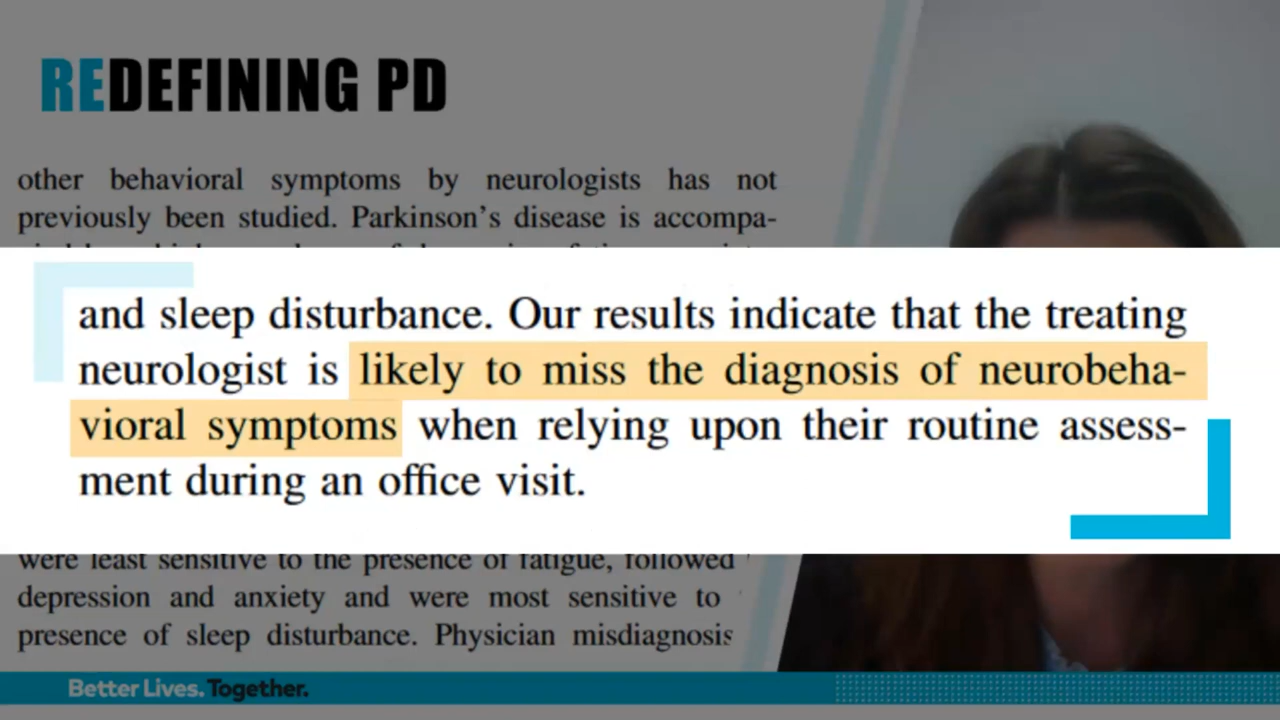 REDEFINING PD
other behavioral symptoms by neurologists has not
previously been studied. Parkinson's disease is accompa-
and sleep disturbance. Our results indicate that the treating
neurologist is likely to miss the diagnosis of neurobeha-
vioral symptoms when relying upon their routine assess-
ment during an office visit.
were least sensitive to the presence of fatigue, followed
depression and anxiety and were most sensitive to
presence of sleep disturbance. Physician misdiagnosis
Better Lives. Together.